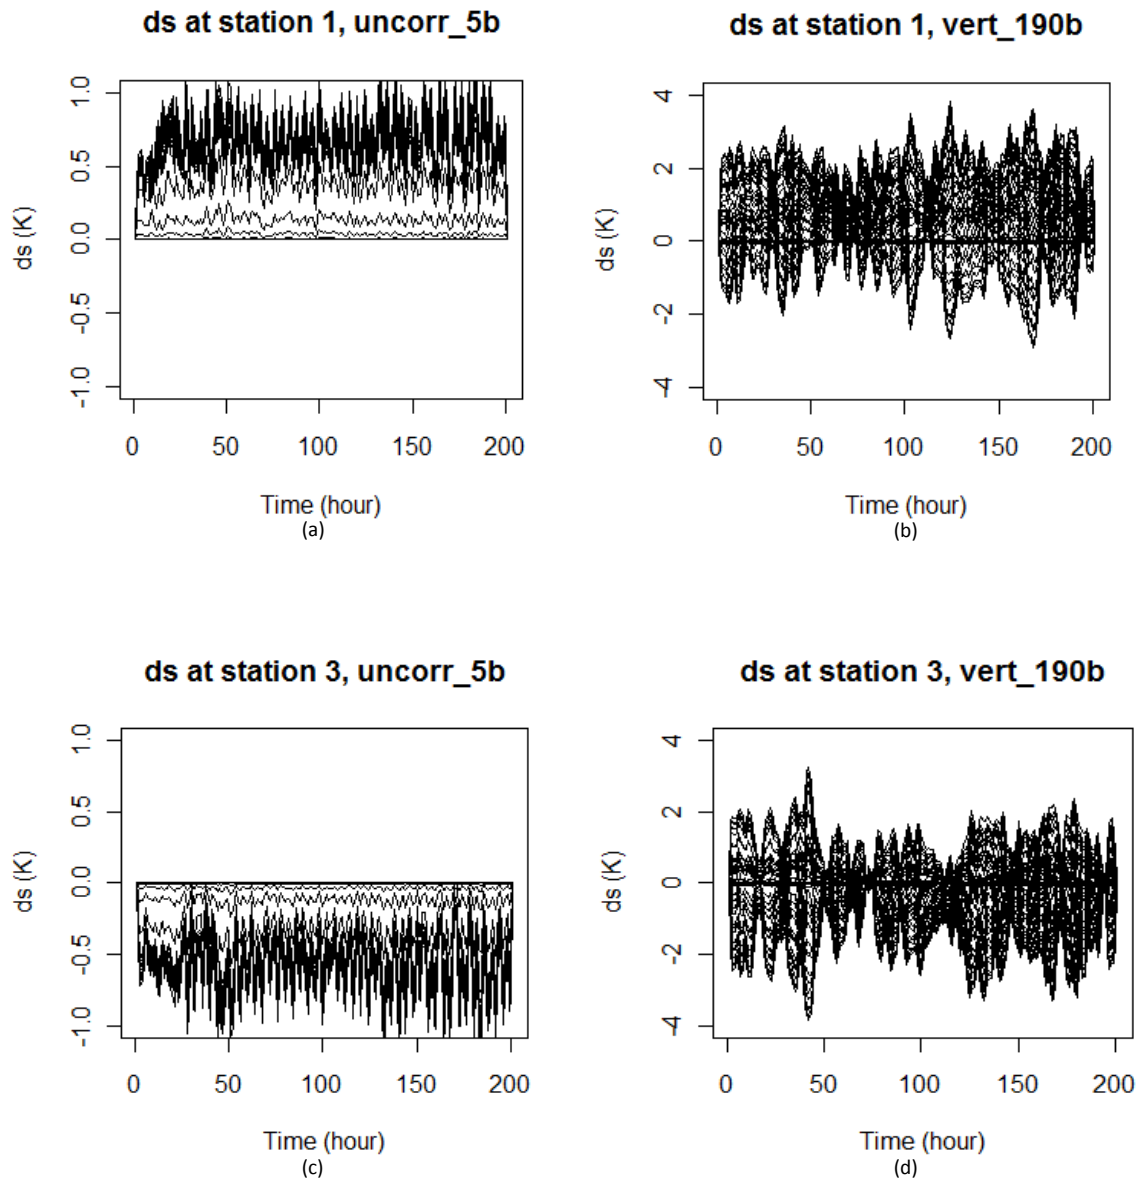 ds at station 1, uncorr_5b
ds (K)
1.0
0.5
0.0
-0.5
-1.0
0 50 100 150 200
Time (hour)
(a)
ds at station 1, vert_190b
ds (K)
4
2
0
-2
-4
0 50 100 150 200
Time (hour)
(b)
ds at station 3, uncorr_5b
ds (K)
1.0
0.5
0.0
-0.5
-1.0
0 50 100 150 200
Time (hour)
(c)
ds at station 3, vert_190b
ds (K)
4
2
0
-2
-4
0 50 100 150 200
Time (hour)
(d)